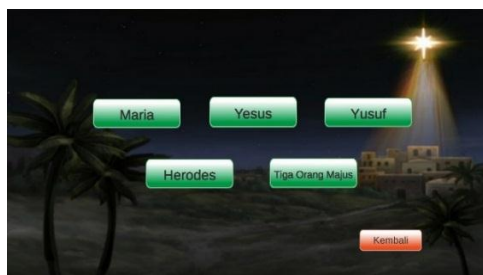 Maria
Yesus
Yusuf
Herodes
Tiga Orang Majus
Kembali